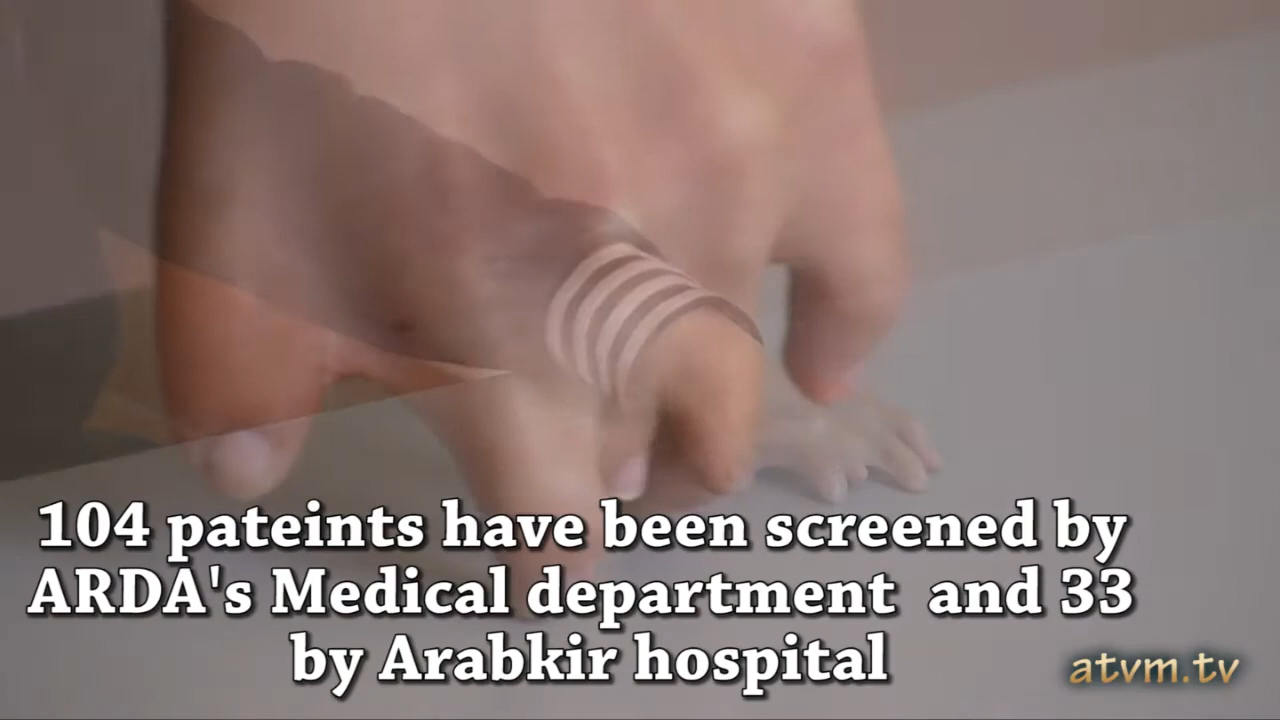 104 pateints have been screened by
ARDA's Medical department  and 33
by Arabkir hospital
atvm.tv